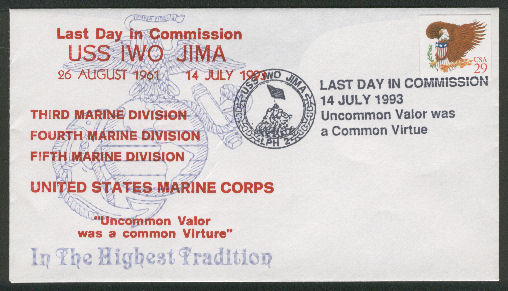 Last Day in Commission
USS IWO JIMA
26 AUGUST 1961 14 JULY 1993
THIRD MARINE DIVISION
FOURTH MARINE DIVISION
FIFTH MARINE DIVISION
UNITED STATES MARINE CORPS
"Uncommon Valor
was a common Virture"
In The Highest Tradition
USS IWO JIMA
LPH 2
USA
29
LAST DAY IN COMMISSION
14 JULY 1993
Uncommon Valor was
a Common Virtue